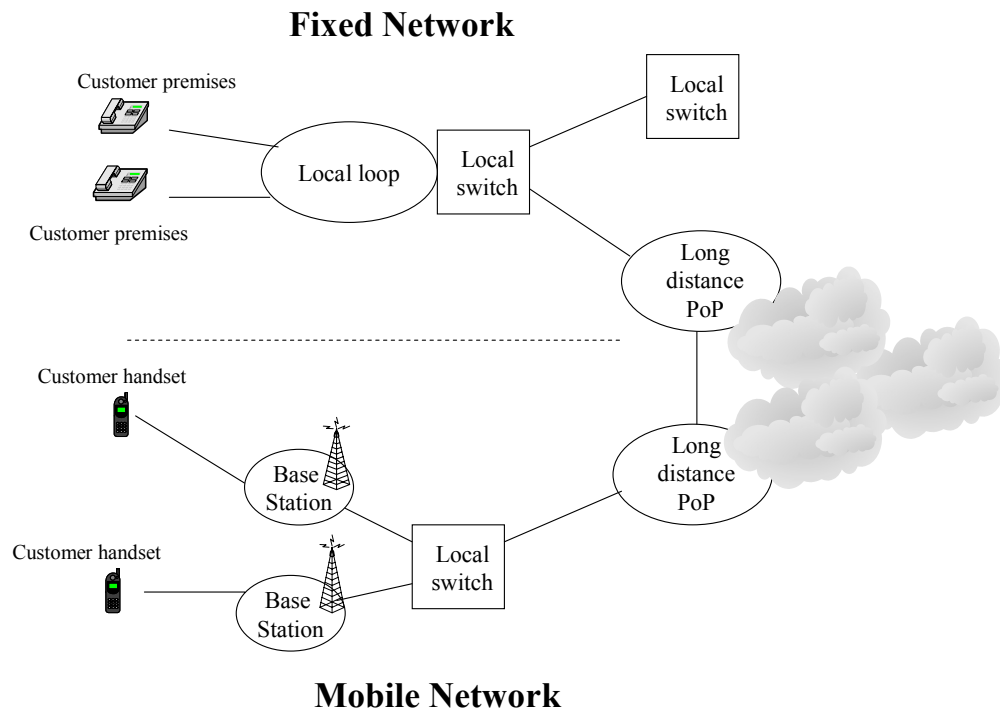 Fixed Network
Customer premises
Local
switch
Local loop
Local
switch
Customer premises
Long
distance
PoP
Customer handset
Long
distance
PoP
Base
Station
Customer handset
Local
switch
Base
Station
Mobile Network